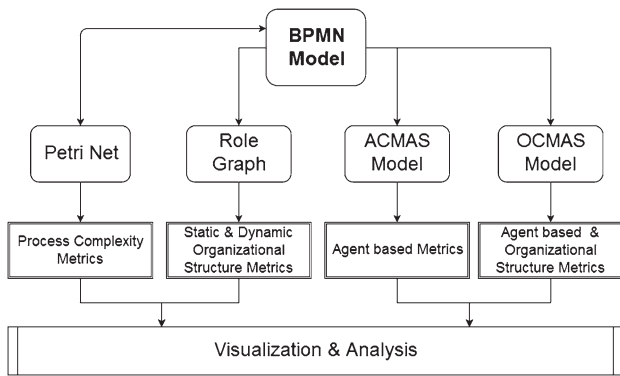 BPMN
Model
Petri Net
Role
Graph
ACMAS
Model
OCMAS
Model
Process Complexity
Metrics
Static & Dynamic
Organizational
Structure Metrics
Agent based Metrics
Agent based & 
Organizational
Structure Metrics
Visualization & Analysis